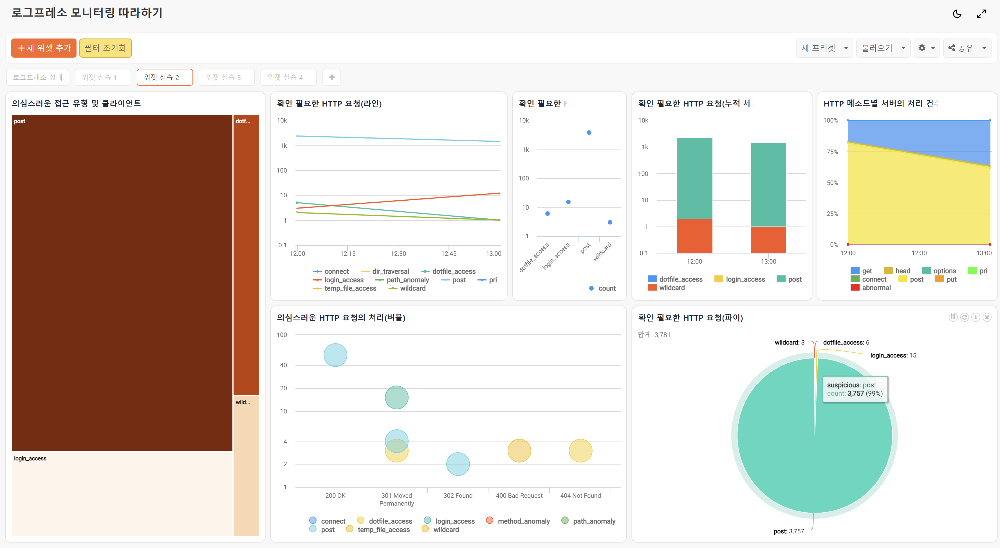 로그프레소 모니터링 따라하기
새 위젯 추가
필터 초기화
새 프리셋
불러오기
공유
로그프레소 상태
위젯 실습 1
위젯 실습 2
위젯 실습 3
위젯 실습 4
의심스러운 접근 유형 및 클라이언트
post
dotf...
wild...
login_access
확인 필요한 HTTP 요청(라인)
10k
1k
100
10
1
0.1
12:00
12:15
12:30
12:45
13:00
connect
dir_traversal
dotfile_access
login_access
path_anomaly
post
pri
temp_file_access
wildcard
확인 필요한
10k
1k
100
10
1
dotfile_access
login_access
post
wildcard
count
확인 필요한 HTTP 요청(누적 세
10k
1k
100
10
1
0.1
12:00
13:00
dotfile_access
login_access
post
wildcard
HTTP 메소드별 서버의 처리 건
100%
75%
50%
25%
0%
12:00
12:30
13:00
get
head
options
pri
connect
post
put
abnormal
의심스러운 HTTP 요청의 처리(버블)
100
40
20
10
4
2
1
200 OK
301 Moved
Permanently
302 Found
400 Bad Request
404 Not Found
connect
dotfile_access
login_access
method_anomaly
path_anomaly
post
temp_file_access
wildcard
확인 필요한 HTTP 요청(파이)
합계: 3,781
wildcard: 3
dotfile_access: 6
login_access: 15
suspicious: post
count: 3,757 (99%)
post: 3,757